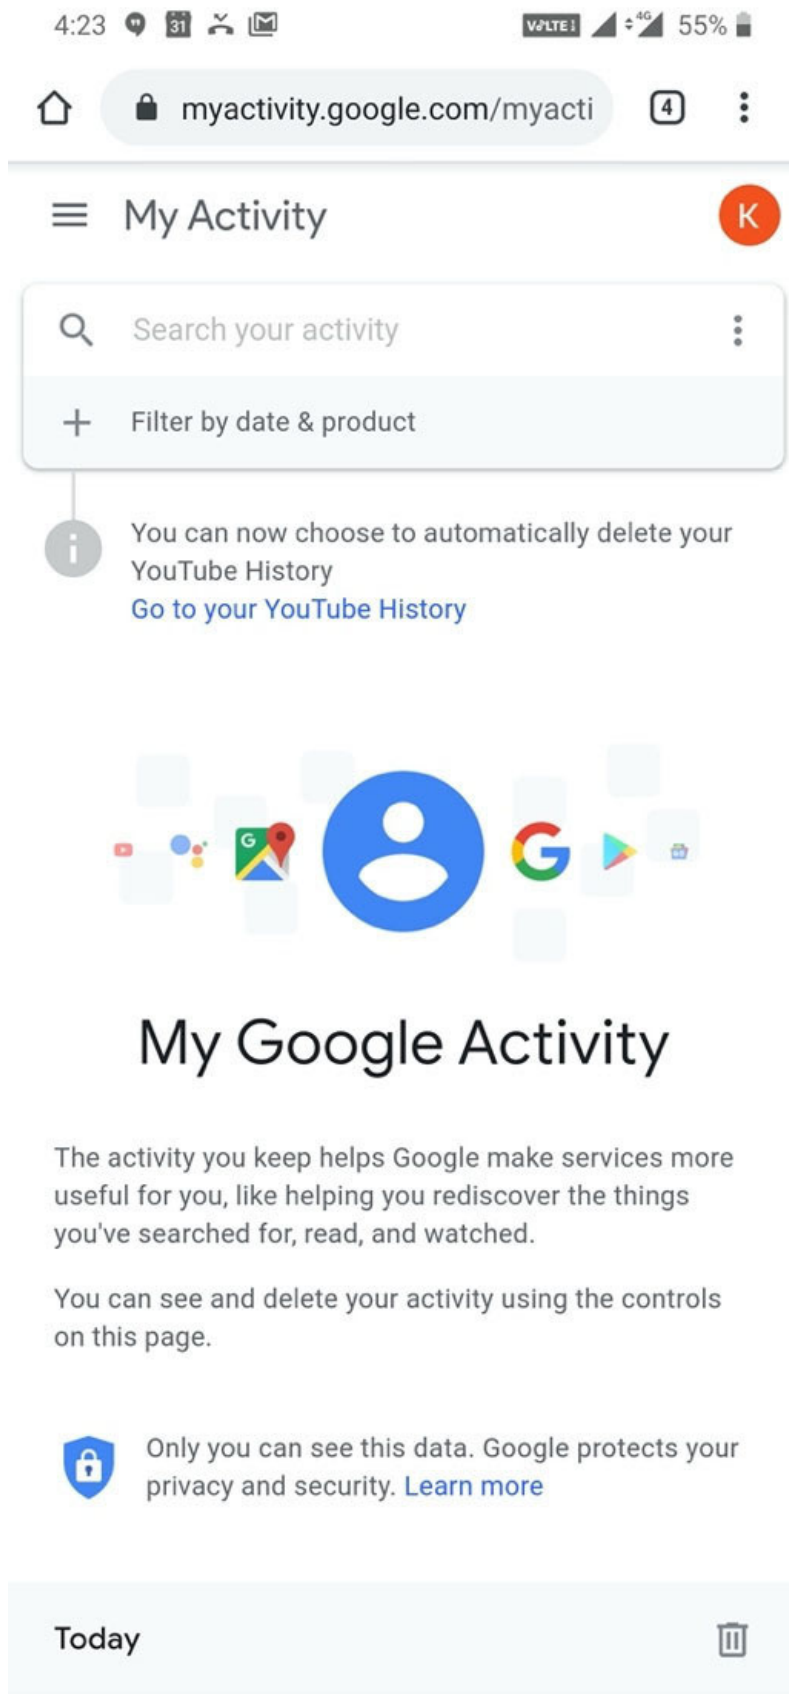 4:23 31 VoLTE 4G 55%
myactivity.google.com/myacti 4
My Activity K
Search your activity
Filter by date & product
You can now choose to automatically delete your
YouTube History
Go to your YouTube History
My Google Activity
The activity you keep helps Google make services more
useful for you, like helping you rediscover the things
you've searched for, read, and watched.
You can see and delete your activity using the controls
on this page.
Only you can see this data. Google protects your
privacy and security. Learn more
Today